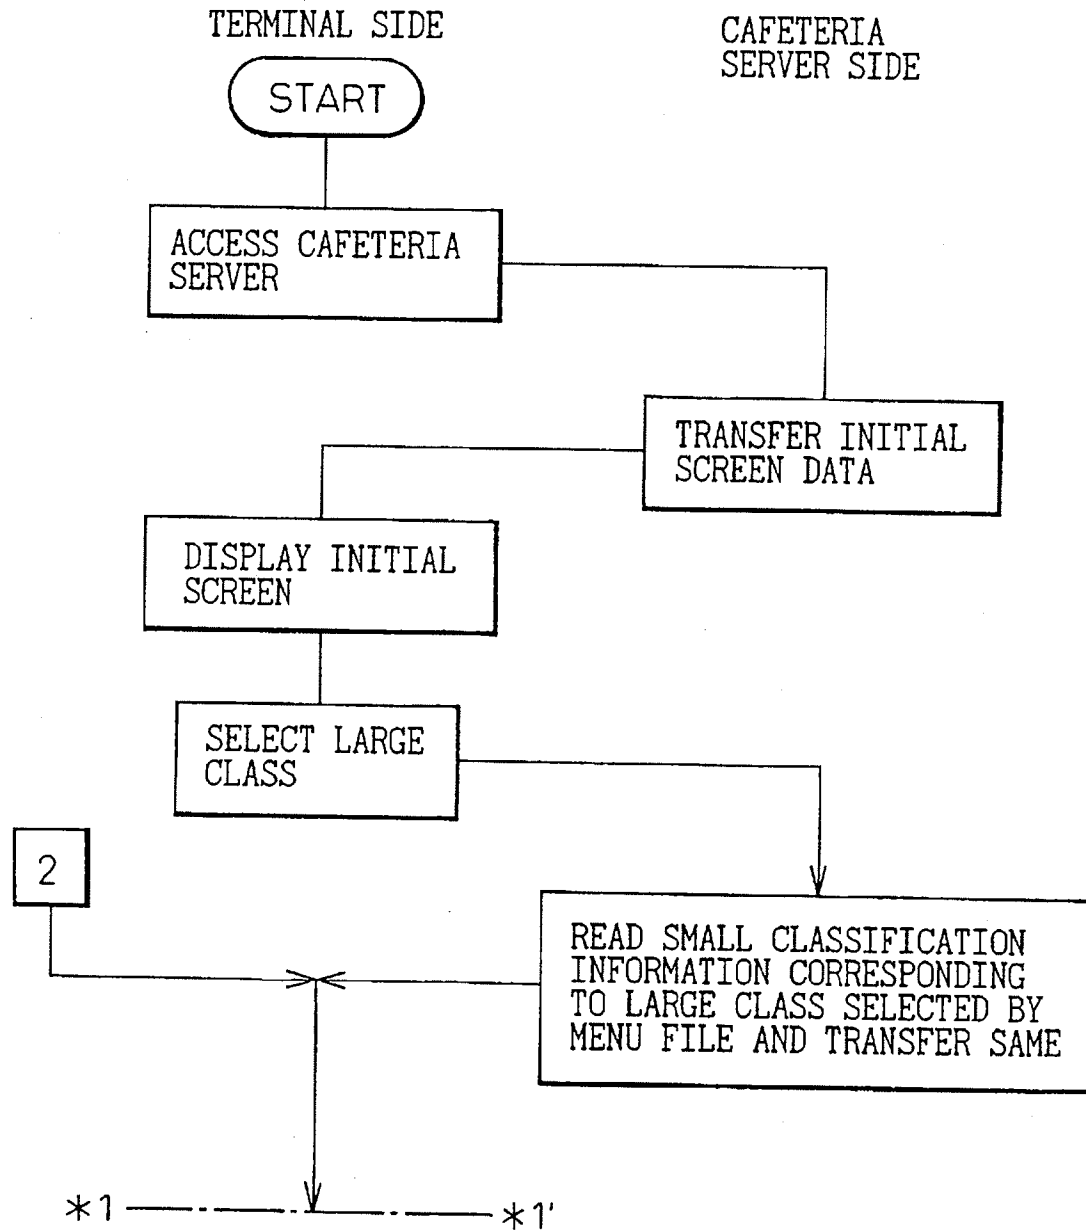 TERMINAL SIDE
CAFETERIA
SERVER SIDE
START
ACCESS CAFETERIA
SERVER
TRANSFER INITIAL
SCREEN DATA
DISPLAY INITIAL
SCREEN
SELECT LARGE
CLASS
2
READ SMALL CLASSIFICATION
INFORMATION CORRESPONDING
TO LARGE CLASS SELECTED BY
MENU FILE AND TRANSFER SAME
*1
*1'